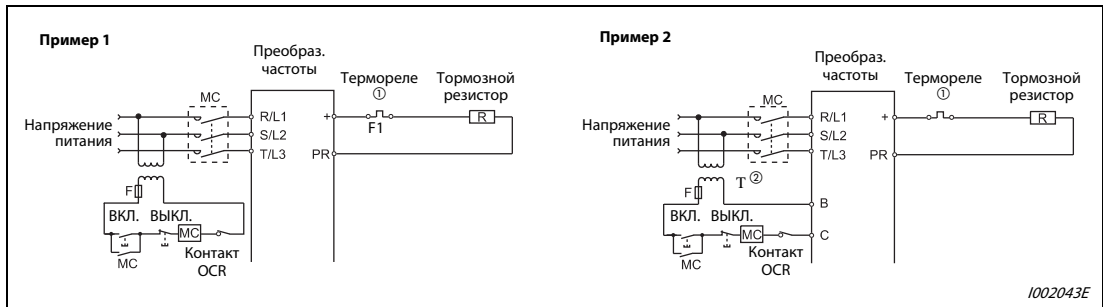 Пример 1
Преобраз.
частоты
Термореле
①
Тормозной
резистор
MC
Напряжение
питания
R/L1
S/L2
T/L3
+
PR
F1
R
F
ВКЛ.
ВЫКЛ.
MC
MC
Контакт
OCR
Пример 2
Преобраз.
частоты
Термореле
①
Тормозной
резистор
MC
Напряжение
питания
R/L1
S/L2
T/L3
+
PR
R
T ②
F
B
ВКЛ.
ВЫКЛ.
MC
C
MC
Контакт
OCR
I002043E